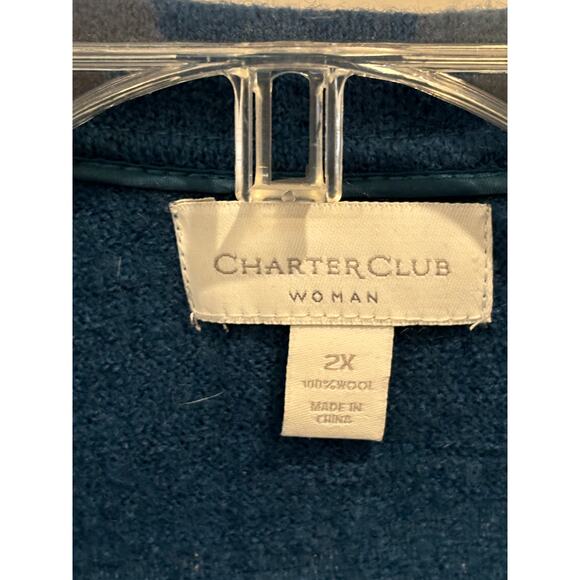 CHARTER CLUB
WOMAN
2X
100% WOOL
MADE IN
CHINA